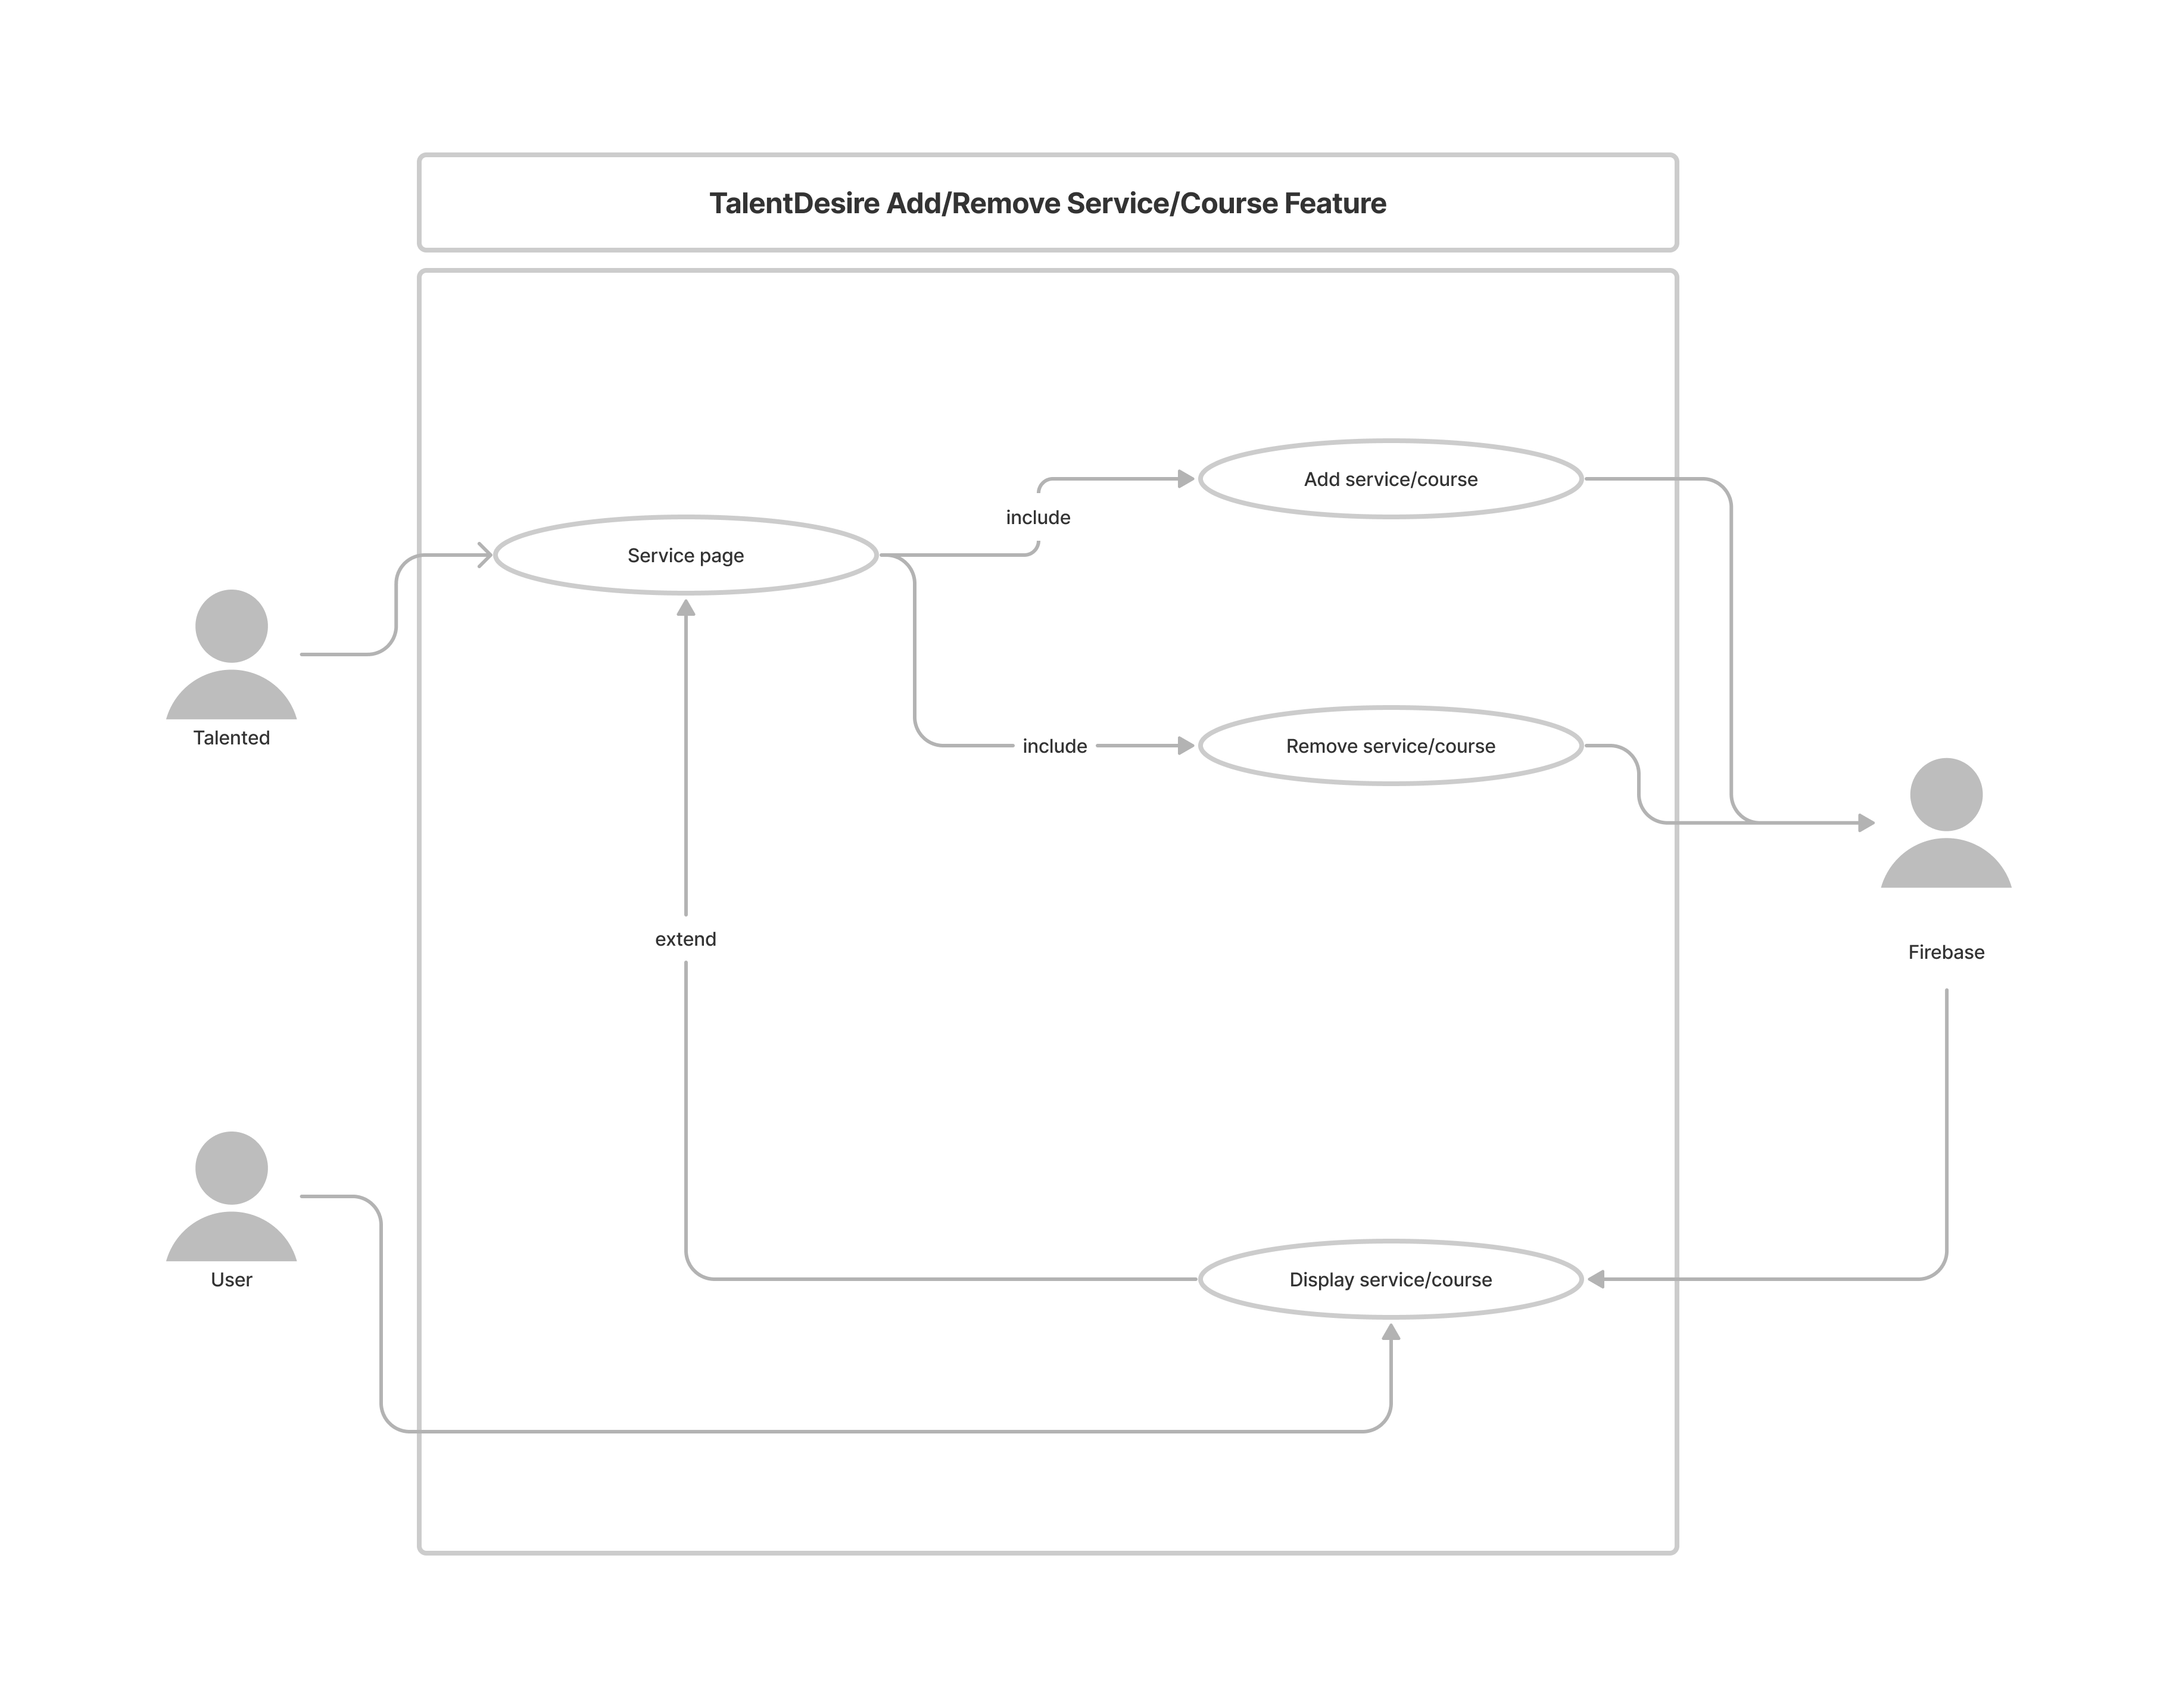 TalentDesire Add/Remove Service/Course Feature
Add service/course
include
Service page
Talented
include
Remove service/course
extend
Firebase
User
Display service/course